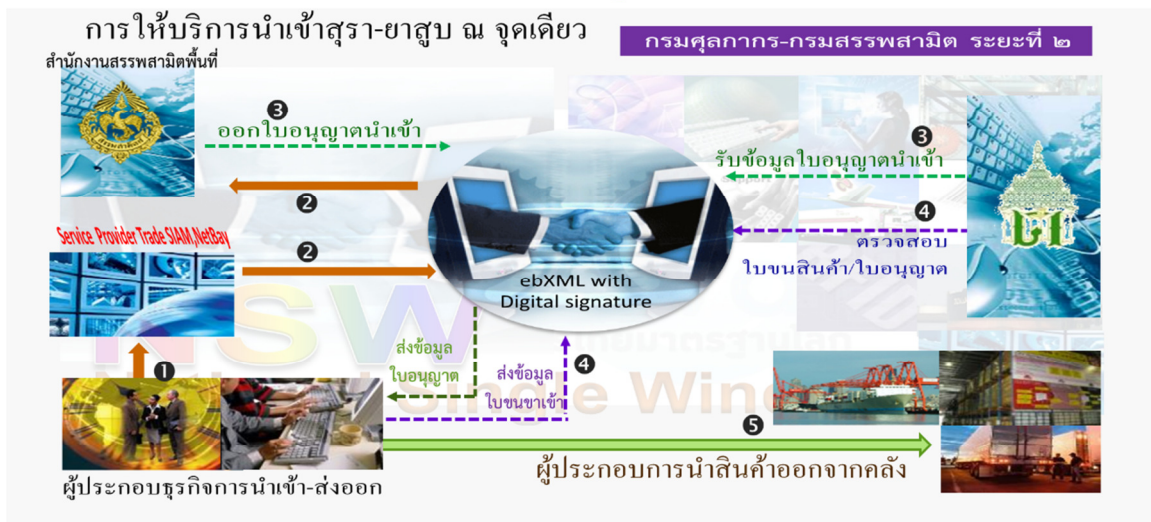 การให้บริการนำเข้าสุรา-ยาสูบ ณ จุดเดียว
กรมศุลกากร-กรมสรรพสามิต ระยะที่ ๒
สำนักงานสรรพสามิตพื้นที่
❸
ออกใบอนุญาตนำเข้า
❸
รับข้อมูลใบอนุญาตนำเข้า
❷
❹
ตรวจสอบ
ใบขนสินค้า/ใบอนุญาต
Service Provider Trade SIAM,NetBay
❷
ebXML with
Digital signature
NSW
ส่งข้อมูล
ใบอนุญาต
❹
ส่งข้อมูล
ใบขนขาเข้า
❶
❺
ผู้ประกอบการนำสินค้าออกจากคลัง
ผู้ประกอบธุรกิจการนำเข้า-ส่งออก